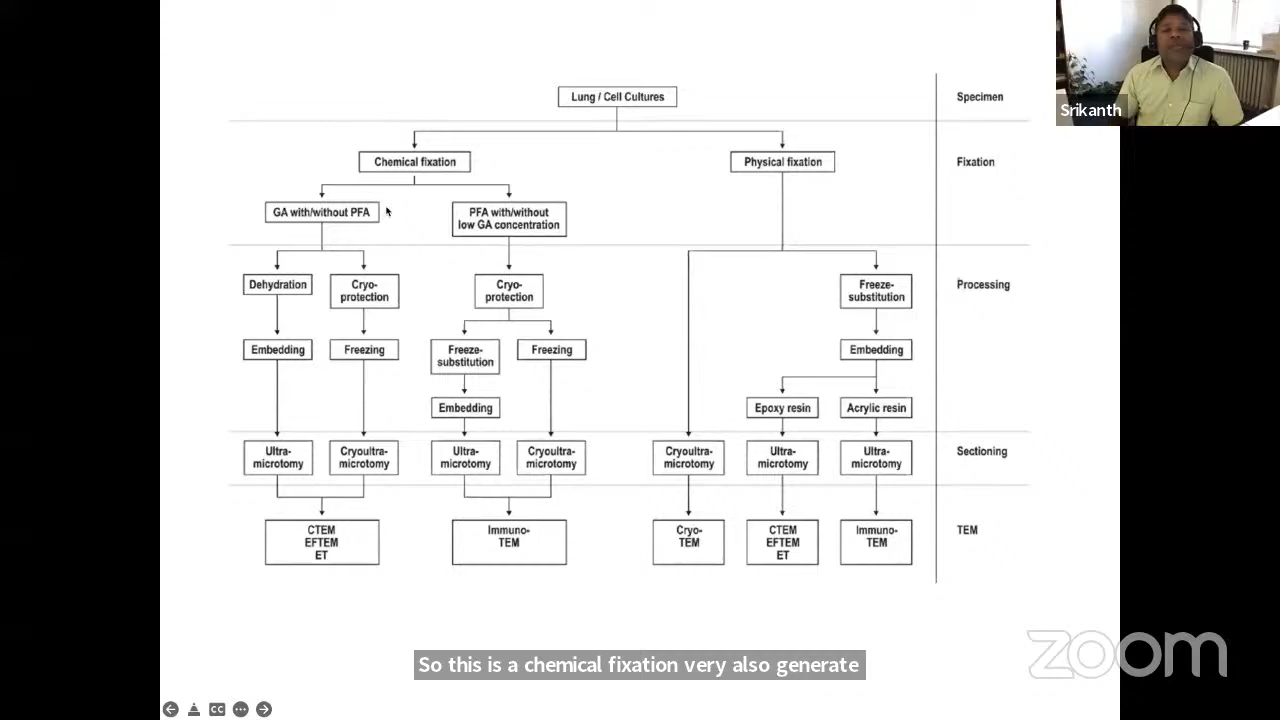 Lung / Cell Cultures
Specimen
Srikanth
Chemical fixation
Physical fixation
Fixation
GA with/without PFA
PFA with/without
low GA concentration
Dehydration
Cryo-
protection
Cryo-
protection
Freeze-
substitution
Processing
Embedding
Freezing
Freeze-
substitution
Freezing
Embedding
Embedding
Epoxy resin
Acrylic resin
Ultra-
microtomy
Cryoultra-
microtomy
Ultra-
microtomy
Cryoultra-
microtomy
Cryoultra-
microtomy
Ultra-
microtomy
Ultra-
microtomy
Sectioning
CTEM
EFTEM
ET
Immuno-
TEM
Cryo-
TEM
CTEM
EFTEM
ET
Immuno-
TEM
TEM
So this is a chemical fixation very also generate
zoom
CC